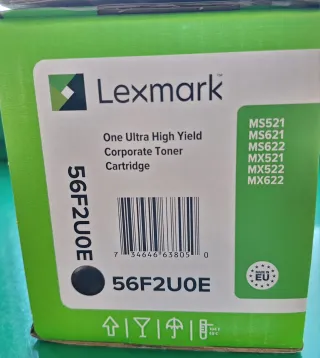 Lexmark™
One Ultra High Yield
Corporate Toner
Cartridge
MS521
MS621
MS622
MX521
MX522
MX622
56F2U0E
7 34646 63805 0
56F2U0E
EU